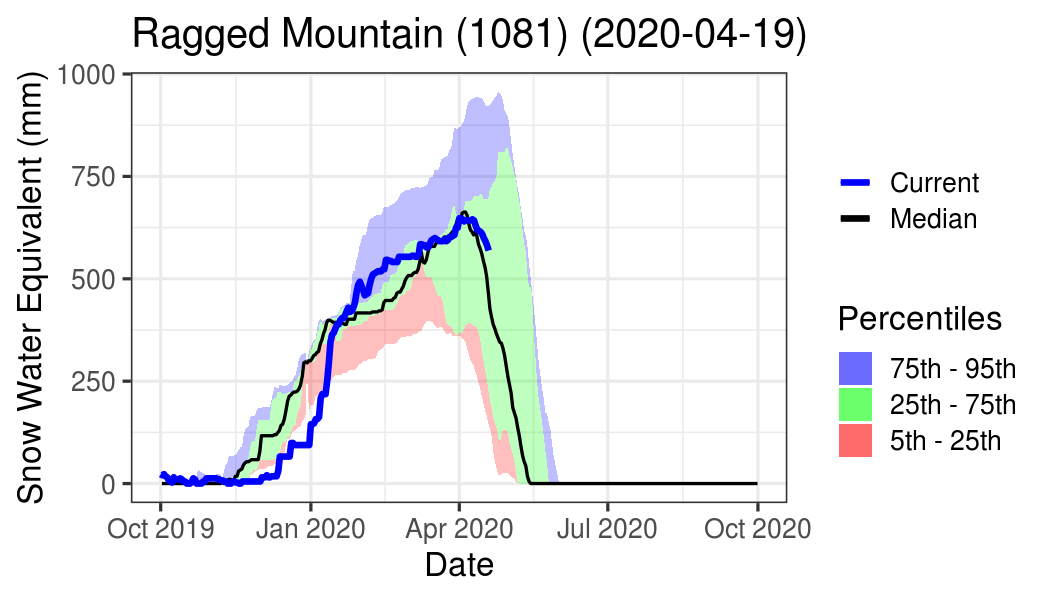 Ragged Mountain (1081) (2020-04-19)
Snow Water Equivalent (mm)
1000
750
500
250
0
Oct 2019 Jan 2020 Apr 2020 Jul 2020 Oct 2020
Date
Current
Median
Percentiles
75th - 95th
25th - 75th
5th - 25th